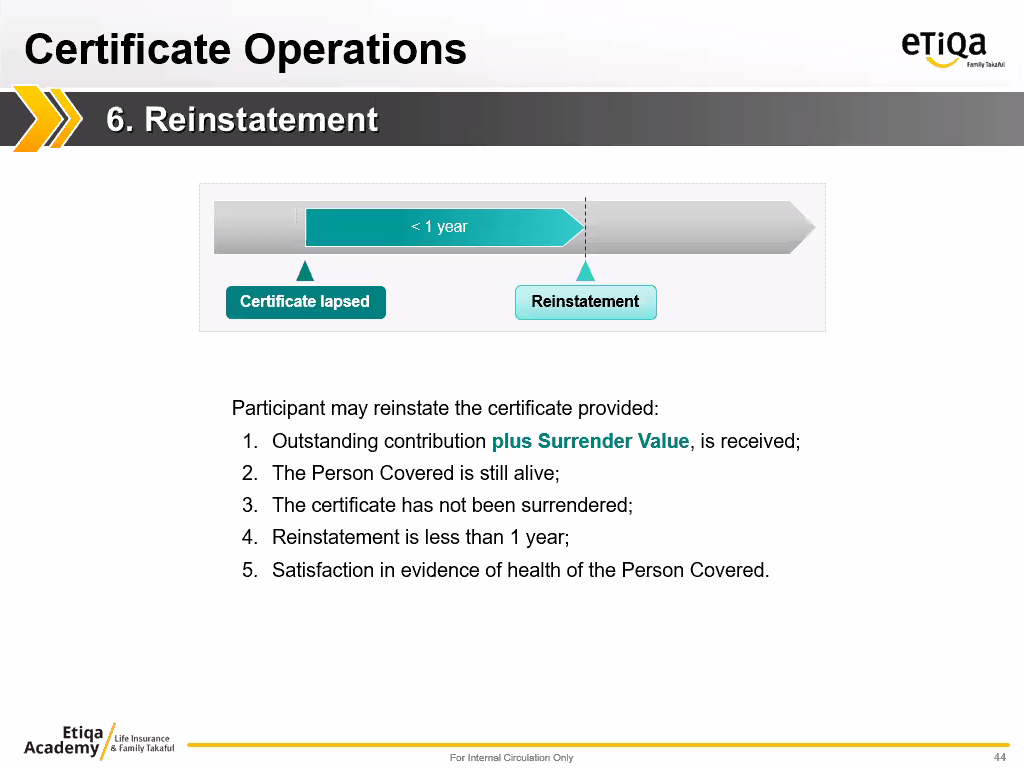 Certificate Operations
eTiQa
Family Takaful
6. Reinstatement
< 1 year
Certificate lapsed
Reinstatement
Participant may reinstate the certificate provided:
1. Outstanding contribution plus Surrender Value, is received;
2. The Person Covered is still alive;
3. The certificate has not been surrendered;
4. Reinstatement is less than 1 year;
5. Satisfaction in evidence of health of the Person Covered.
Etiqa
Academy
Life Insurance
& Family Takaful
For Internal Circulation Only
44